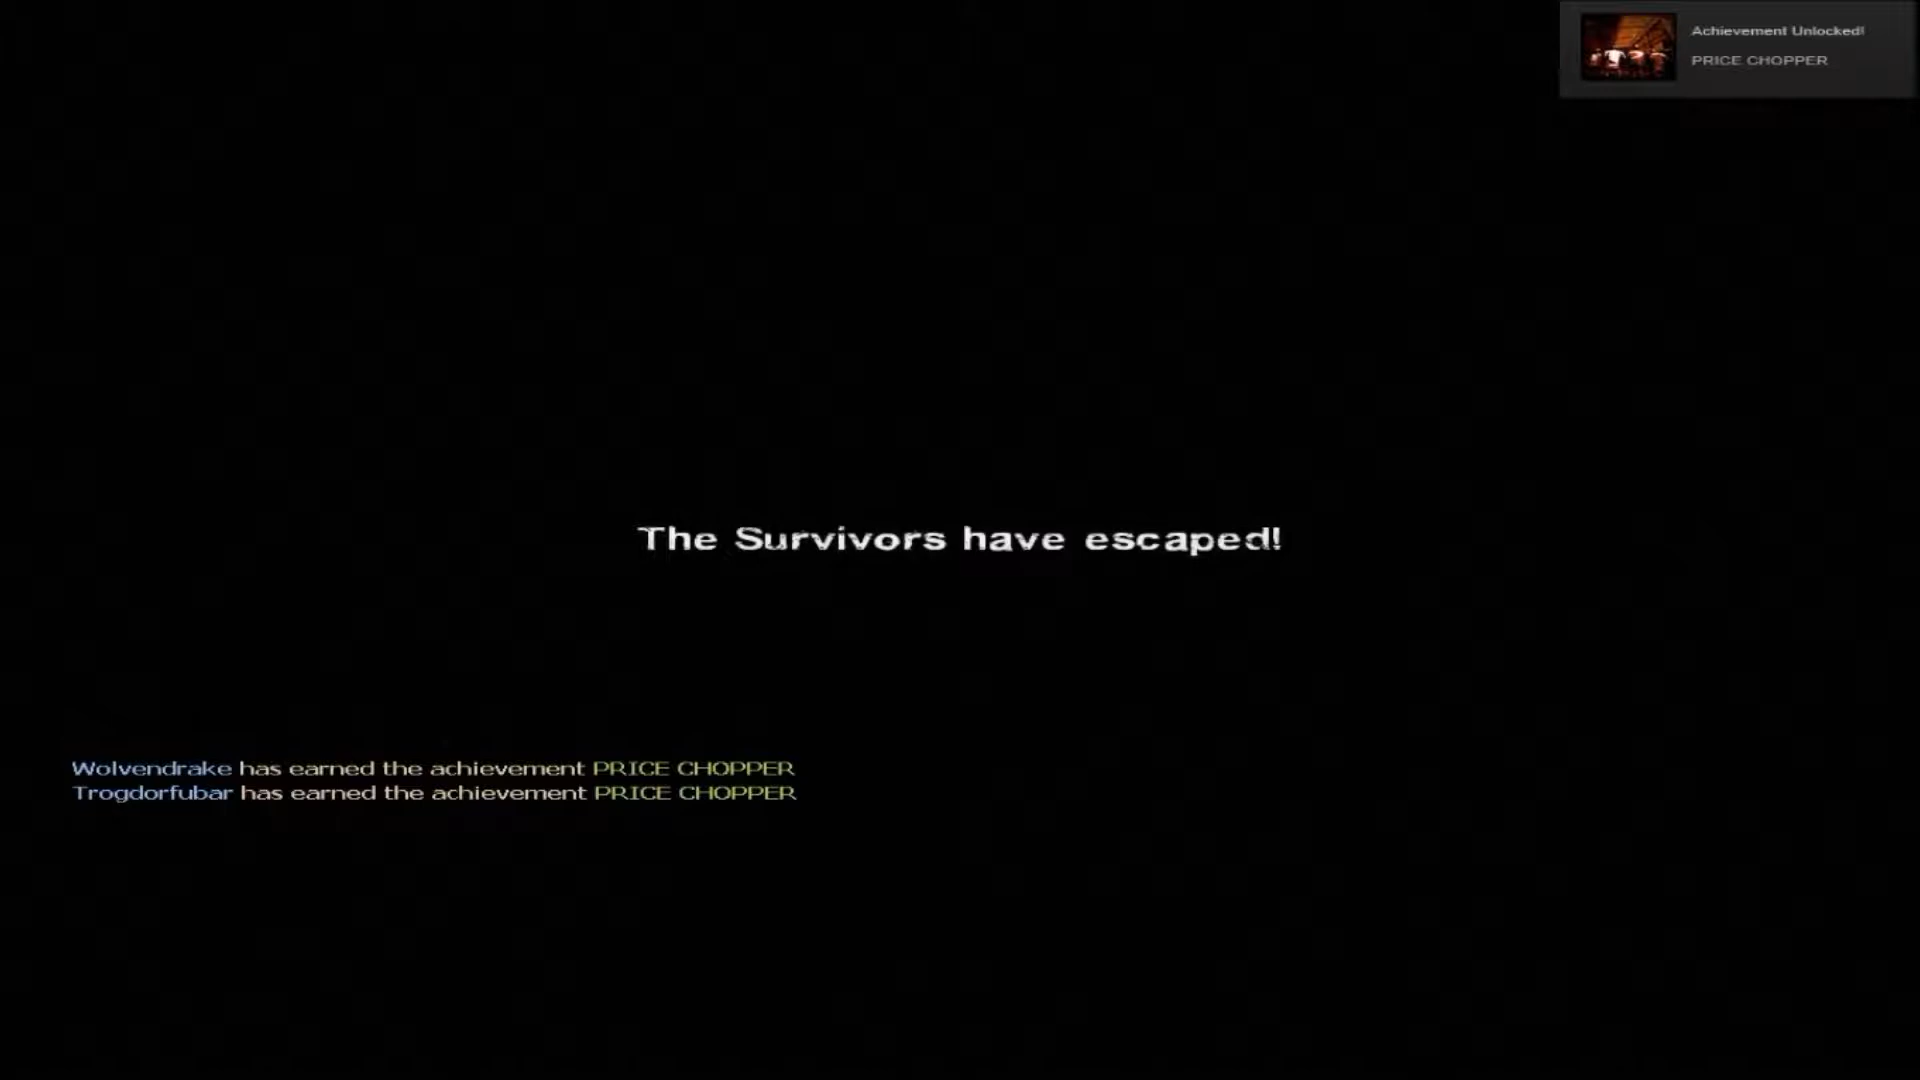 Achievement Unlocked!
PRICE CHOPPER
The Survivors have escaped!
Wolvendrake has earned the achievement PRICE CHOPPER
Trogdorfubar has earned the achievement PRICE CHOPPER